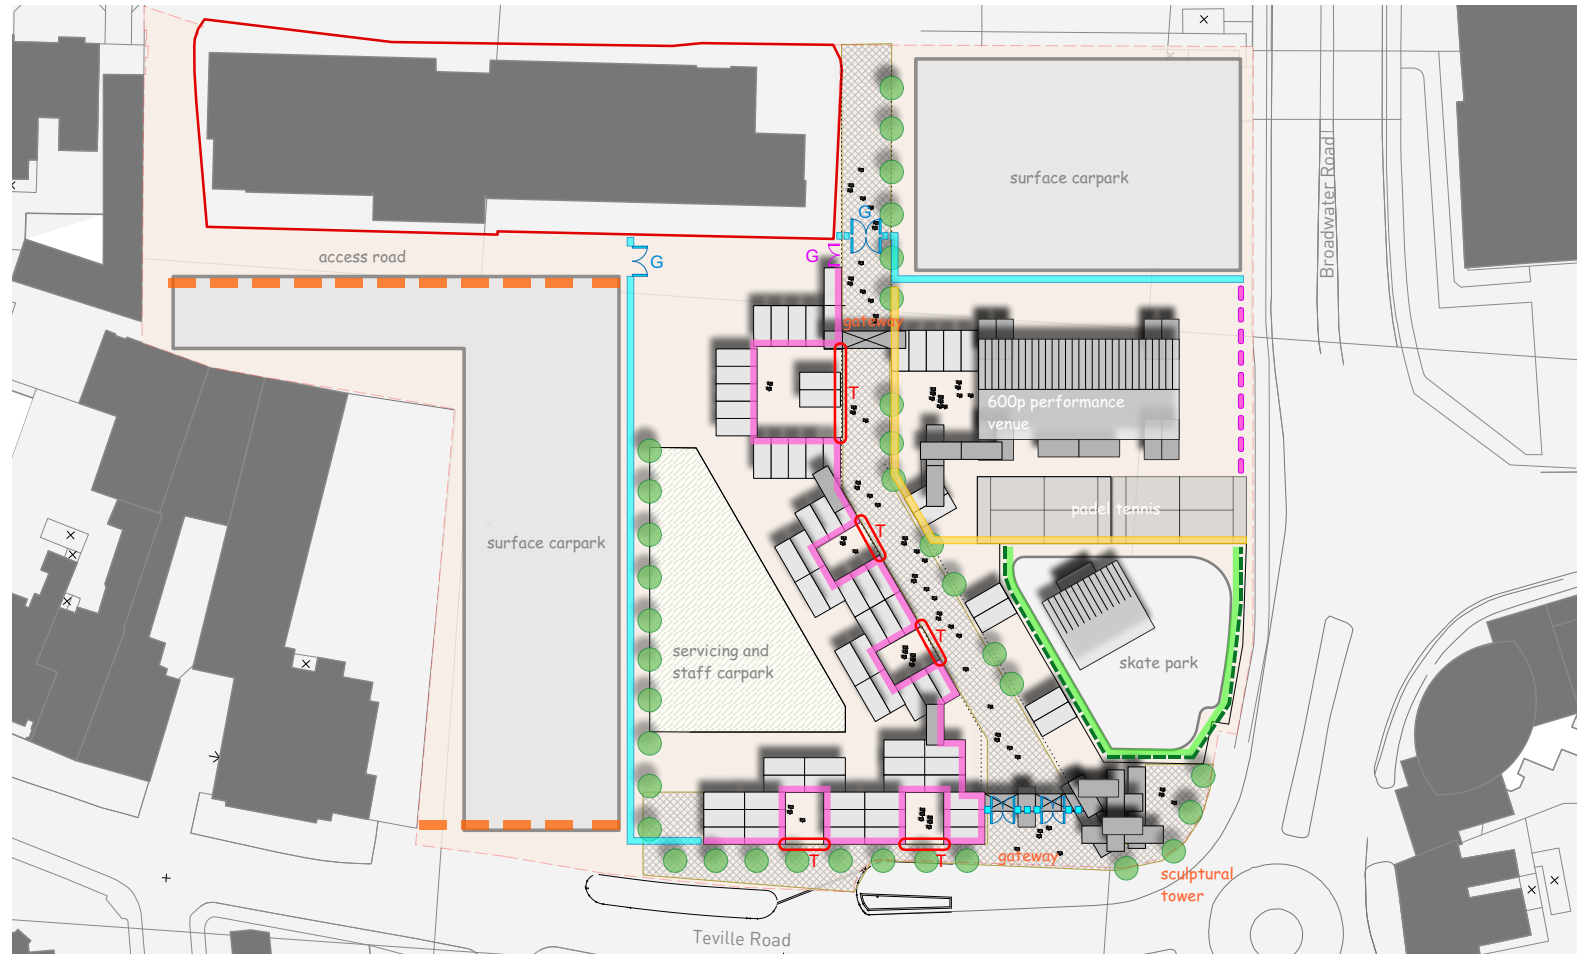 surface carpark
Broadwater Road
G
access road
G
G
gateway
T
600p performance
venue
padel tennis
T
surface carpark
T
servicing and
staff carpark
skate park
gateway
T
T
sculptural
tower
Teville Road